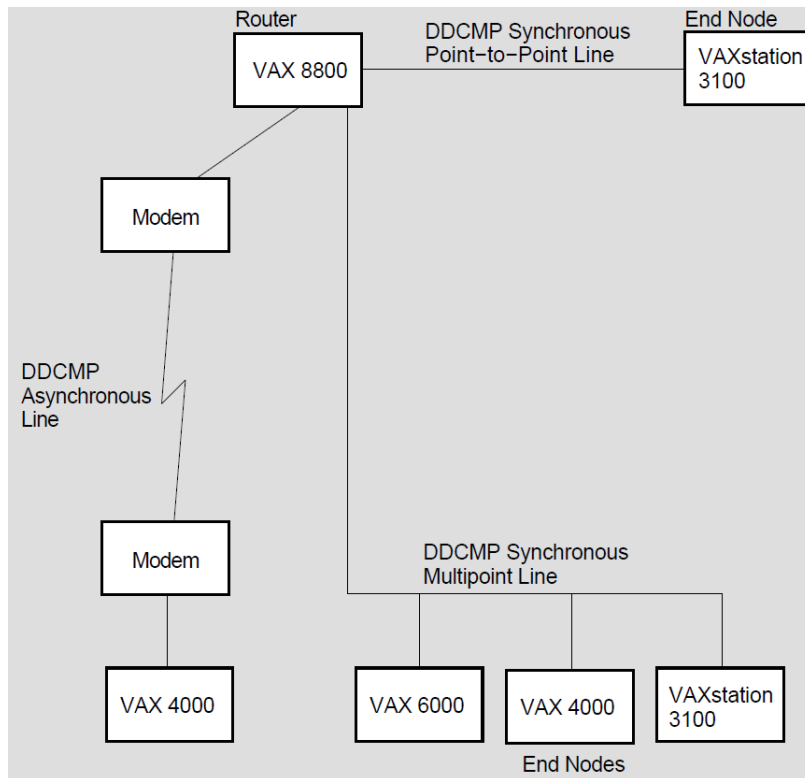 Router
VAX 8800
DDCMP Synchronous
Point−to−Point Line
End Node
VAXstation
3100
Modem
DDCMP
Asynchronous
Line
Modem
VAX 4000
DDCMP Synchronous
Multipoint Line
VAX 6000
VAX 4000
VAXstation
3100
End Nodes